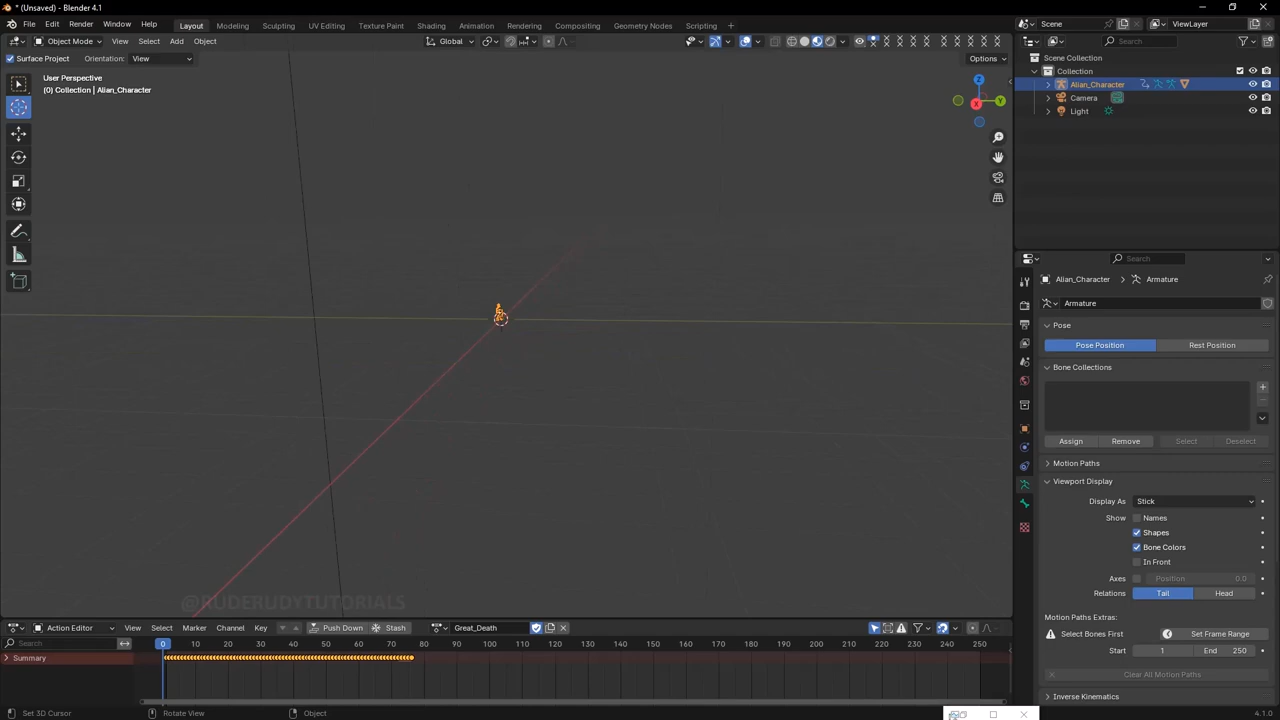 * (Unsaved) - Blender 4.1
File Edit Render Window Help
Layout Modeling Sculpting UV Editing Texture Paint Shading Animation Rendering Compositing Geometry Nodes Scripting +
Scene
ViewLayer
Object Mode View Select Add Object
Global
Search
Surface Project Orientation: View
Options
User Perspective
(0) Collection | Alian_Character
Z
X
Y
Scene Collection
Collection
Alian_Character
Camera
Light
Search
Alian_Character > Armature
Armature
Pose
Pose Position Rest Position
Bone Collections
Assign Remove Select Deselect
Motion Paths
Viewport Display
Display As Stick
Show Names
Shapes
Bone Colors
In Front
Axes Position 0.0
Relations Tail Head
Motion Paths Extras:
Select Bones First Set Frame Range
Start 1 End 250
Clear All Motion Paths
Inverse Kinematics
@RUDERUDYTUTORIALS
Action Editor View Select Marker Channel Key Push Down Stash Great_Death
Search
0 10 20 30 40 50 60 70 80 90 100 110 120 130 140 150 160 170 180 190 200 210 220 230 240 250
Summary
Set 3D Cursor Rotate View Object
4.1.0